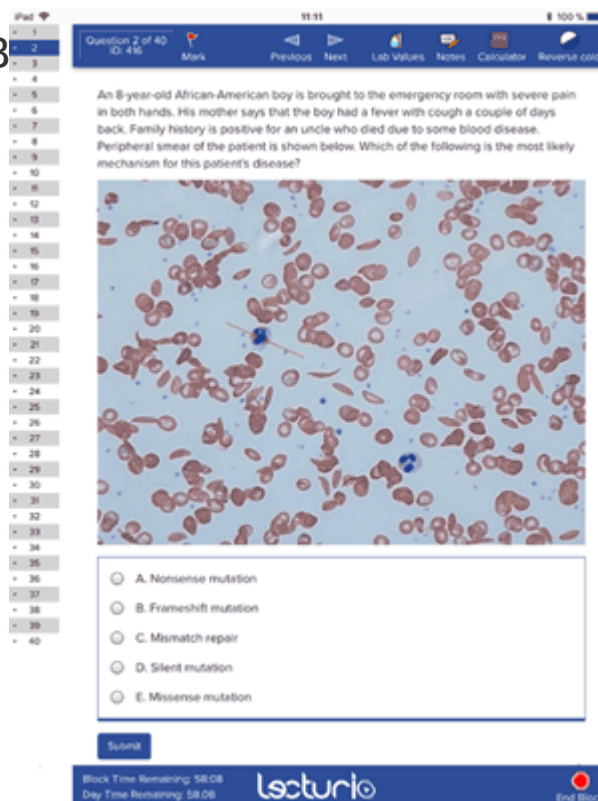 iPad 11:11 100 %
3
Question 2 of 40
ID: 416
Mark Previous Next Lab Values Notes Calculator Reverse colo
1
2
3
4
5
6
7
8
9
10
11
12
13
14
15
16
17
18
19
20
21
22
23
24
25
26
27
28
29
30
31
32
33
34
35
36
37
38
39
40
An 8-year-old African-American boy is brought to the emergency room with severe pain
in both hands. His mother says that the boy had a fever with cough a couple of days
back. Family history is positive for an uncle who died due to some blood disease.
Peripheral smear of the patient is shown below. Which of the following is the most likely
mechanism for this patient's disease?
A. Nonsense mutation
B. Frameshift mutation
C. Mismatch repair
D. Silent mutation
E. Missense mutation
Submit
Block Time Remaining: 58:08
Day Time Remaining: 58:08
Lecturio
End Block